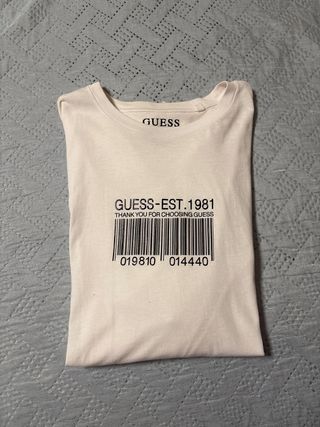 GUESS
GUESS-EST.1981
THANK YOU FOR CHOOSING GUESS
019810 014440